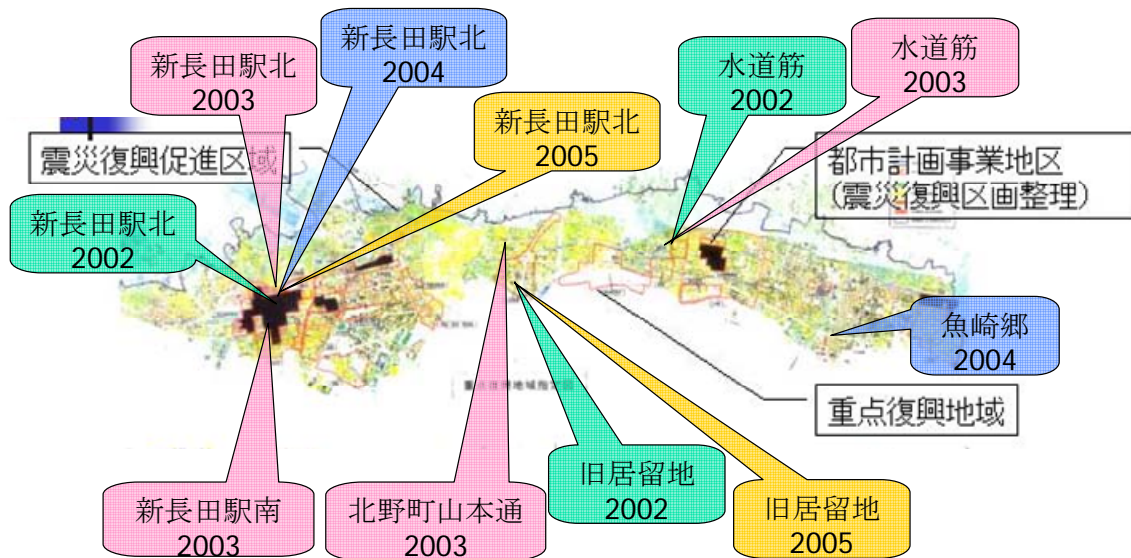 新長田駅北
2003
新長田駅北
2004
水道筋
2002
水道筋
2003
新長田駅北
2005
震災復興促進区域
都市計画事業地区
(震災復興区画整理)
新長田駅北
2002
魚崎郷
2004
重点復興地域
新長田駅南
2003
北野町山本通
2003
旧居留地
2002
旧居留地
2005